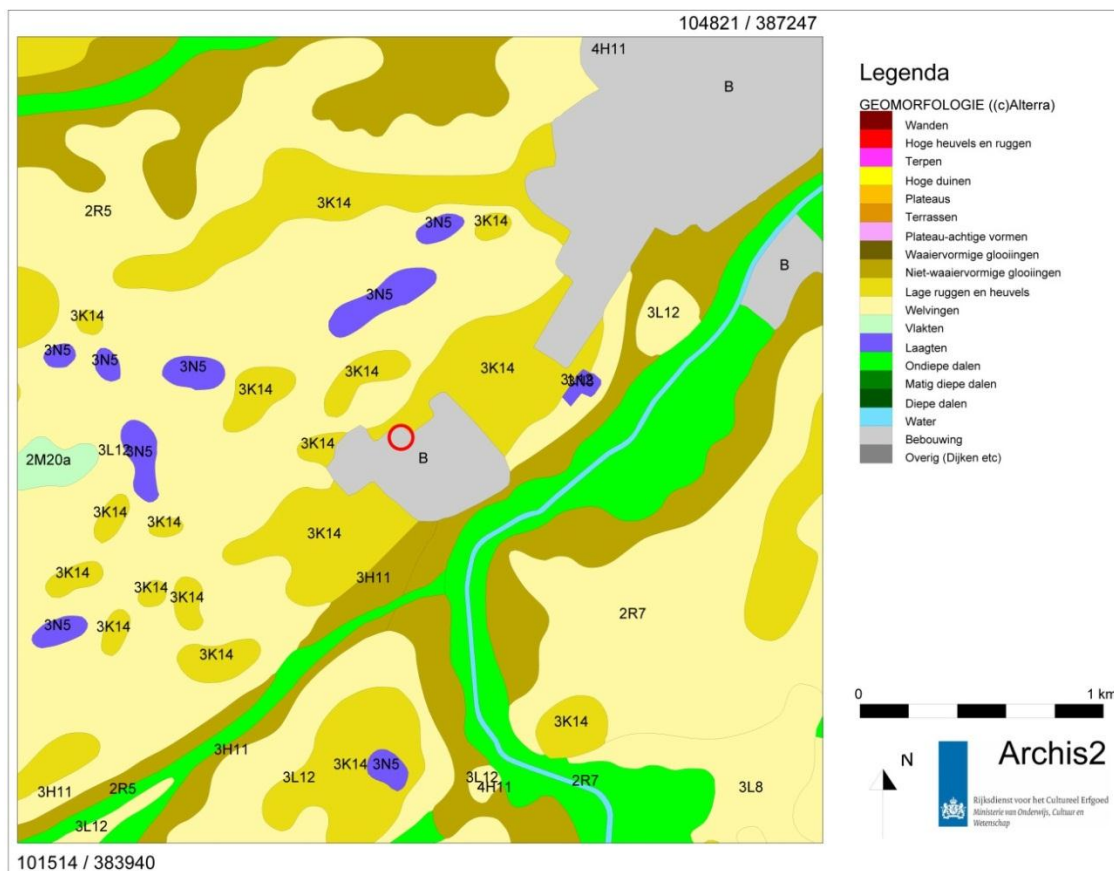 104821 / 387247
4H11
B
3K14
3N5
3K14
2R5
B
3N5
3L12
3K14
3N5
3N5
3N5
3K14
3K14
3K14
3N5
3K14
3L12
3N5
2M20a
B
3K14
3K14
3K14
3K14
3H11
3K14
3K14
3K14
2R7
3N5
3K14
3K14
3K14
3H11
3K14
3N5
3L12
3L12
4H11
2R7
3L8
3H11
2R5
3L12
101514 / 383940
Legenda
GEOMORFOLOGIE ((c)Alterra)
Wanden
Hoge heuvels en ruggen
Terpen
Hoge duinen
Plateaus
Terrassen
Plateau-achtige vormen
Waaiervormige glooiingen
Niet-waaiervormige glooiingen
Lage ruggen en heuvels
Welvingen
Vlakten
Laagten
Ondiepe dalen
Matig diepe dalen
Diepe dalen
Water
Bebouwing
Overig (Dijken etc)
0 1 km
N
Archis2
Rijksdienst voor het Cultureel Erfgoed
Ministerie van Onderwijs, Cultuur en
Wetenschap